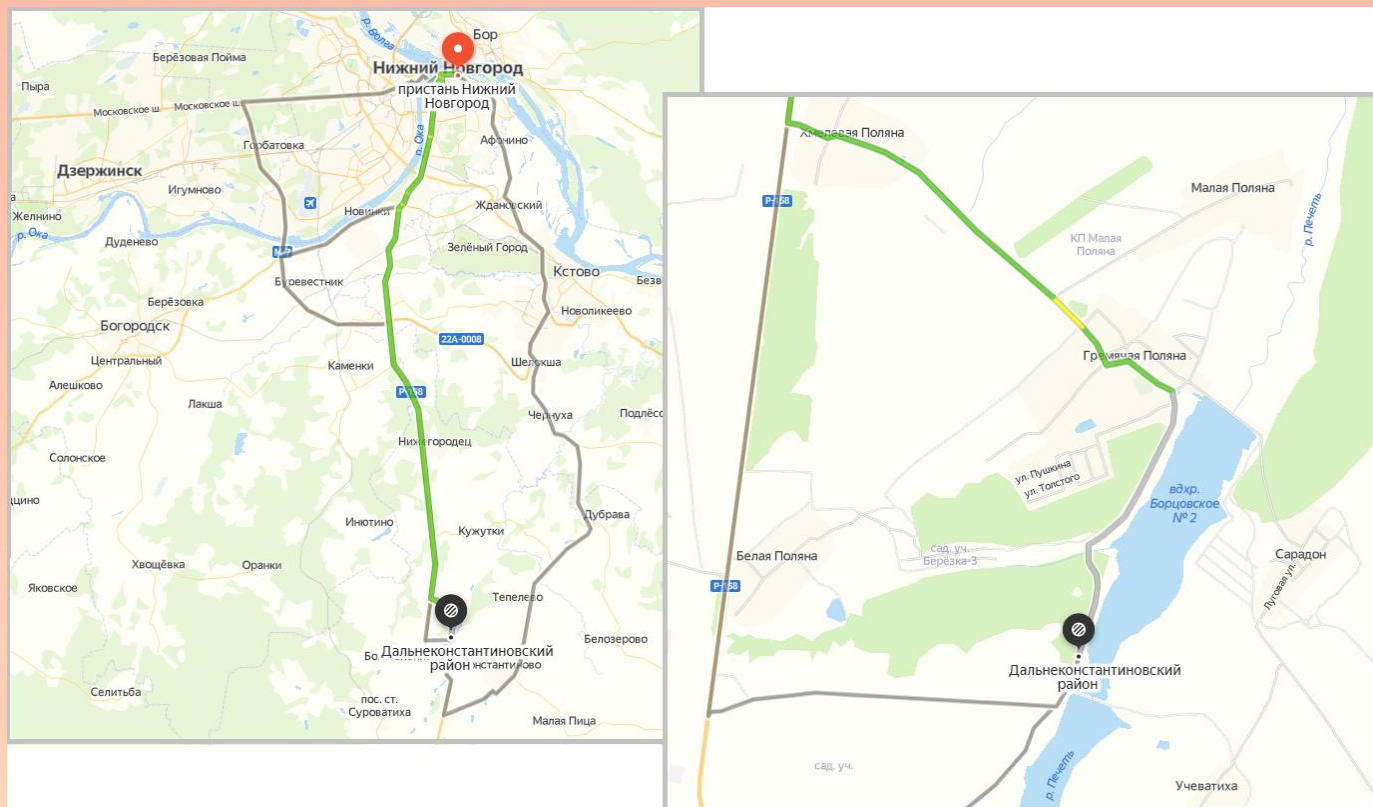 р. Волга
Бор
Берёзовая Пойма
Нижний Новгород
Пыра
пристань Нижний
Новгород
Московское ш
Московское ш.
р. Ока
Афонино
Горбатовка
Дзержинск
Игумново
Желнино
Новинки
Ждановский
р. Ока
Дуденево
Зелёный Город
Кстово
Безв
Буревестник
Берёзовка
Новоликеево
Богородск
22А-0008
Центральный
Каменки
Шелокша
Алешково
Р-158
Лакша
Чернуха
Подлёсо
Нижегородец
Солонское
Инютино
Дубрава
Кужутки
Хвощёвка
Оранки
Яковское
Тепелево
Белозерово
Дальнеконстантиновский
район
нстантиново
Селитьба
пос. ст.
Суроватиха
Малая Пица
Хмелевая Поляна
Малая Поляна
Р-158
р. Печеть
КП Малая
Поляна
Гремячая Поляна
ул. Пушкина
ул. Толстого
вдхр.
Борцовское
№ 2
Белая Поляна
сад. уч.
Берёзка-3
Сарадон
Р-158
Луговая ул.
Дальнеконстантиновский
район
сад. уч.
р. Печеть
Учеватиха